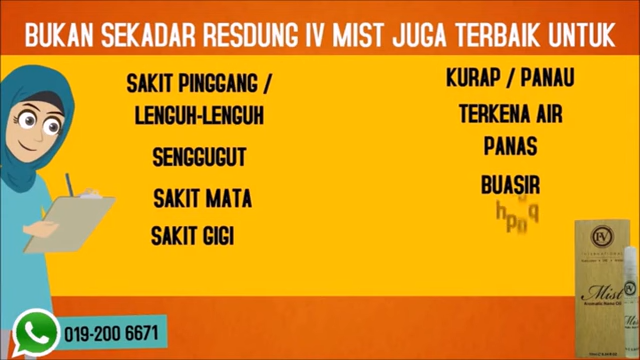 BUKAN SEKADAR RESDUNG IV MIST JUGA TERBAIK UNTUK
SAKIT PINGGANG /
LENGUH-LENGUH
SENGGUGUT
SAKIT MATA
SAKIT GIGI
KURAP / PANAU
TERKENA AIR
PANAS
BUASIR
019-200 6671
Mist
Mist